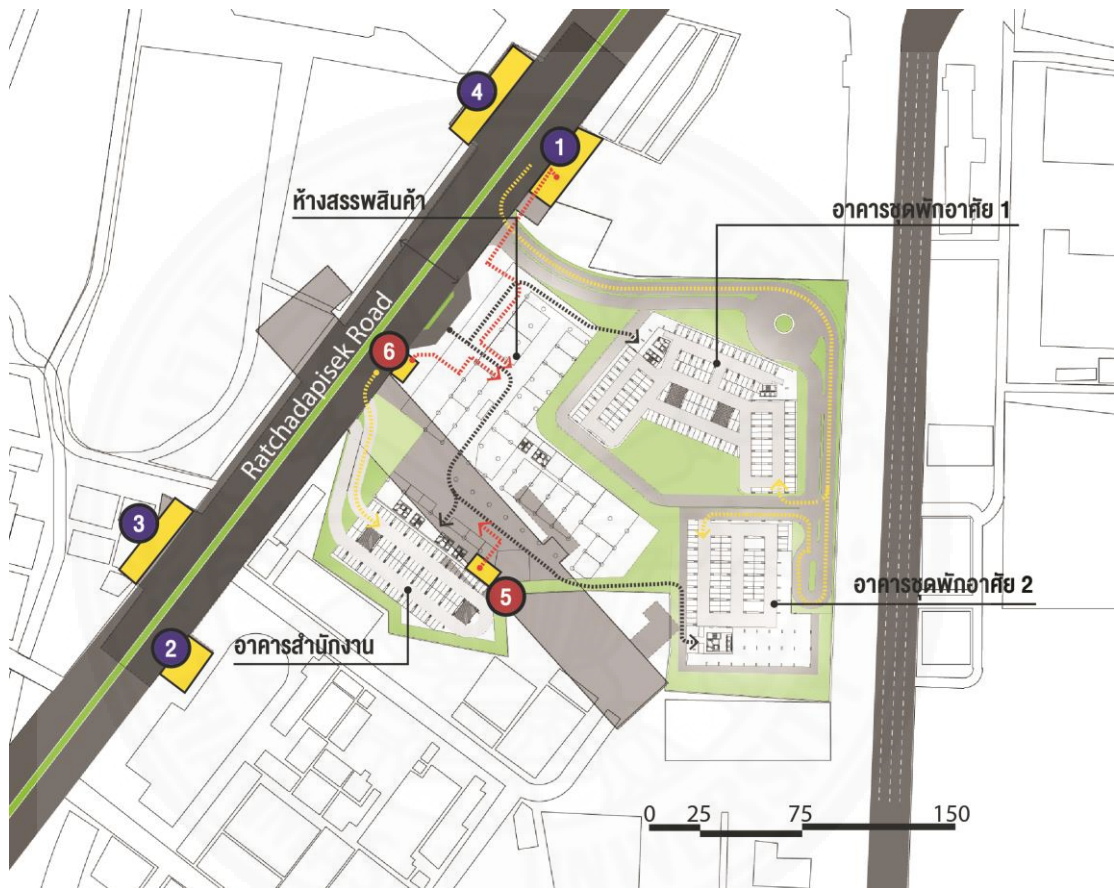 4
1
ห้างสรรพสินค้า
อาคารชุดพักอาศัย 1
Ratchadapisek Road
6
3
อาคารชุดพักอาศัย 2
5
2
อาคารสำนักงาน
0 25 75 150